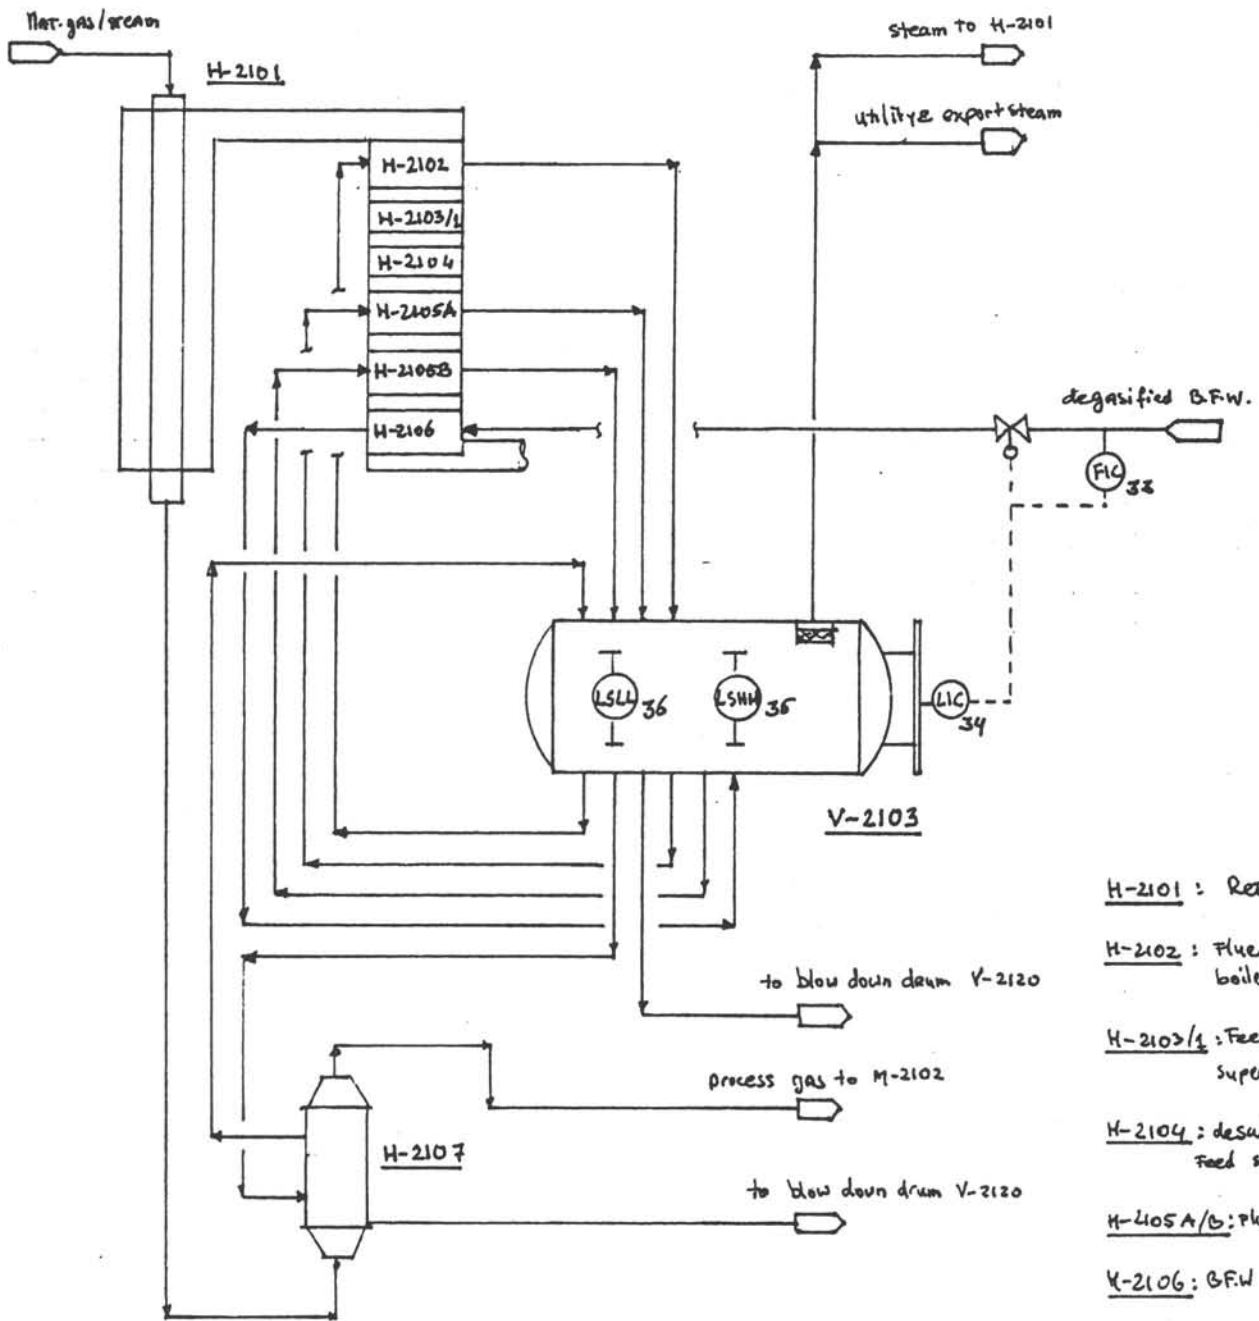 Nat.gas/steam
steam to H-2101
H-2101
utility & export steam
H-2102
H-2103/1
H-2104
H-2105A
H-2105B
degasified B.F.W.
H-2106
FIC
33
LSLL
36
LSHH
35
LIC
34
V-2103
H-2101 :
H-2102 : Flue
boile
to blow down drum V-2120
H-2103/1 : Fee
supe
process gas to M-2102
H-2104 : desu
Feed s
H-2107
to blow down drum V-2120
H-2105 A/B :
H-2106 : B.F.W